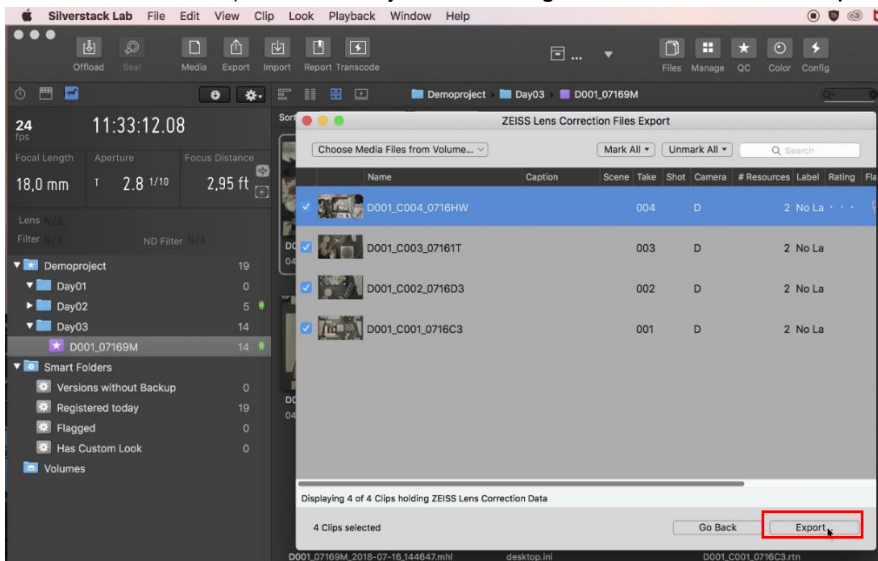 Silverstack Lab File Edit View Clip Look Playback Window Help
Offload Seal Media Export Import Report Transcode ... Files Manage QC Color Config
Demoproject Day03 D001_07169M
24 fps 11:33:12.08
Focal Length Aperture Focus Distance
18,0 mm T 2.8 1/10 2,95 ft
Lens N/A
Filter N/A ND Filter N/A
Demoproject 19
Day01 0
Day02 5
Day03 14
D001_07169M 14
Smart Folders
Versions without Backup 0
Registered today 19
Flagged 0
Has Custom Look 0
Volumes
Sort
ZEISS Lens Correction Files Export
Choose Media Files from Volume... Mark All Unmark All Search
Name Caption Scene Take Shot Camera # Resources Label Rating Fla
D001_C004_0716HW 004 D 2 No La
D001_C003_07161T 003 D 2 No La
D001_C002_0716D3 002 D 2 No La
D001_C001_0716C3 001 D 2 No La
Displaying 4 of 4 Clips holding ZEISS Lens Correction Data
4 Clips selected Go Back Export
D001_07169M_2018-07-16_144647.mhl desktop.ini D001_C001_0716C3.rtn